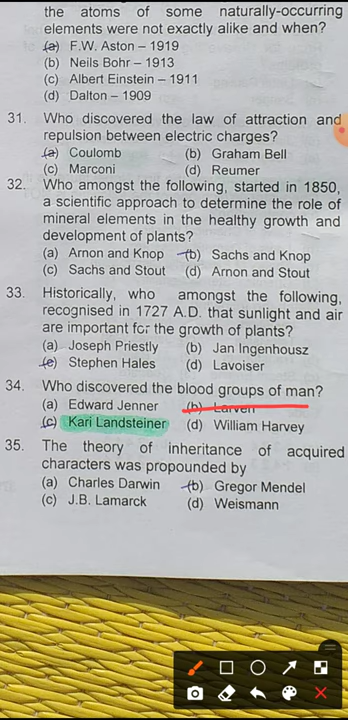 the atoms of some naturally-occurring
elements were not exactly alike and when?
(a) F.W. Aston – 1919
(b) Neils Bohr – 1913
(c) Albert Einstein – 1911
(d) Dalton – 1909
31. Who discovered the law of attraction and
repulsion between electric charges?
(a) Coulomb (b) Graham Bell
(c) Marconi (d) Reumer
32. Who amongst the following, started in 1850,
a scientific approach to determine the role of
mineral elements in the healthy growth and
development of plants?
(a) Arnon and Knop (b) Sachs and Knop
(c) Sachs and Stout (d) Arnon and Stout
33. Historically, who amongst the following,
recognised in 1727 A.D. that sunlight and air
are important for the growth of plants?
(a) Joseph Priestly (b) Jan Ingenhousz
(c) Stephen Hales (d) Lavoiser
34. Who discovered the blood groups of man?
(a) Edward Jenner (b)
(c) Kari Landsteiner (d) William Harvey
35. The theory of inheritance of acquired
characters was propounded by
(a) Charles Darwin (b) Gregor Mendel
(c) J.B. Lamarck (d) Weismann